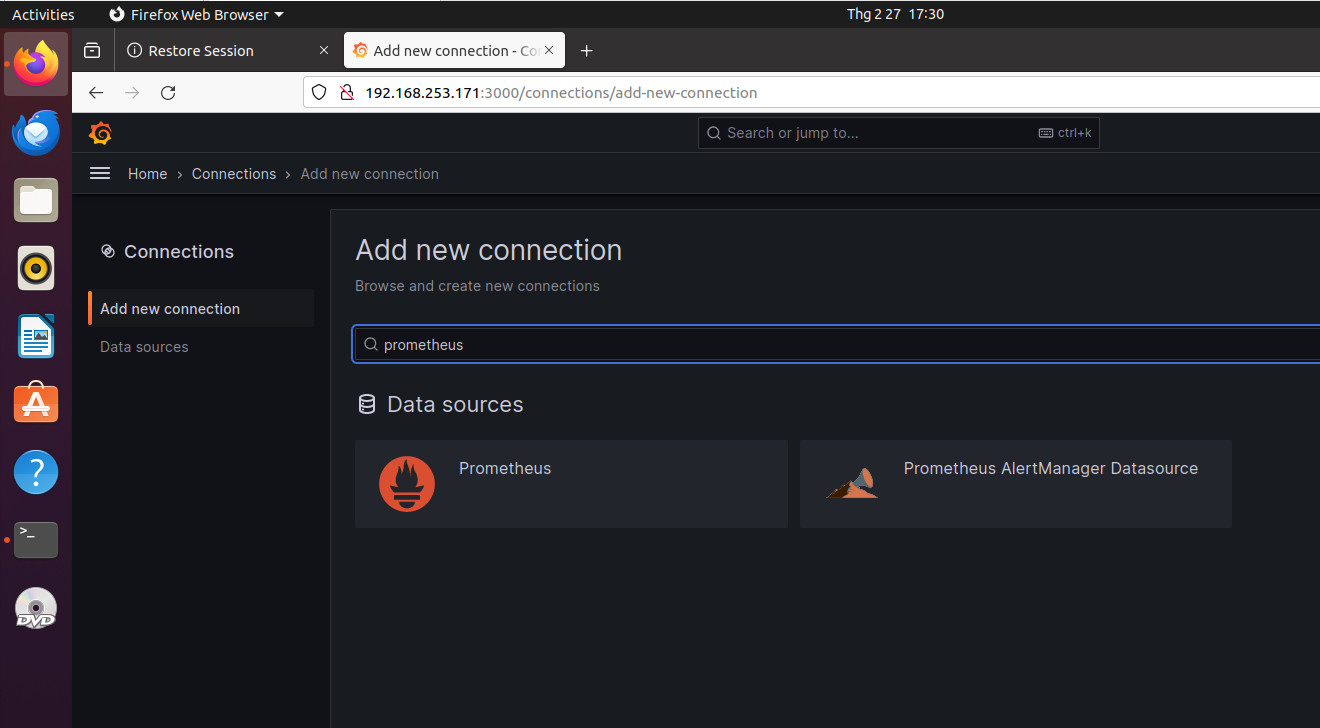 Activities
Firefox Web Browser
Thg 2 27 17:30
Restore Session
Add new connection - Co
192.168.253.171:3000/connections/add-new-connection
Search or jump to...
ctrl+k
Home › Connections › Add new connection
Connections
Add new connection
Data sources
Add new connection
Browse and create new connections
prometheus
Data sources
Prometheus
Prometheus AlertManager Datasource
>_
?
DVD